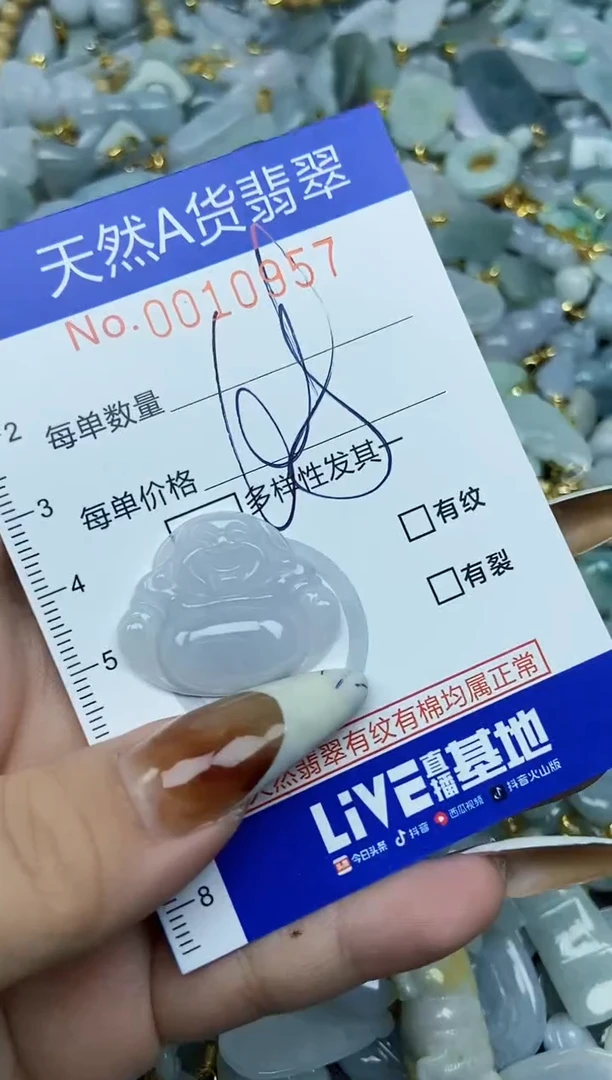 天然A货翡翠
No.0010957
每单数量
每单价格
多样性发其一
有纹
有裂
天然翡翠有纹有棉均属正常
LiVE直播基地
今日头条 抖音 西瓜视频 抖音火山版
2
3
4
5
8